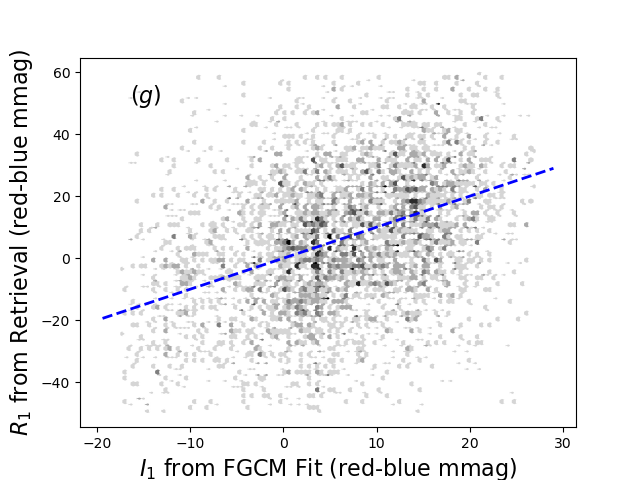 (g)
R₁ from Retrieval (red-blue mmag)
60
40
20
0
−20
−40
−20 −10 0 10 20 30
I₁ from FGCM Fit (red-blue mmag)